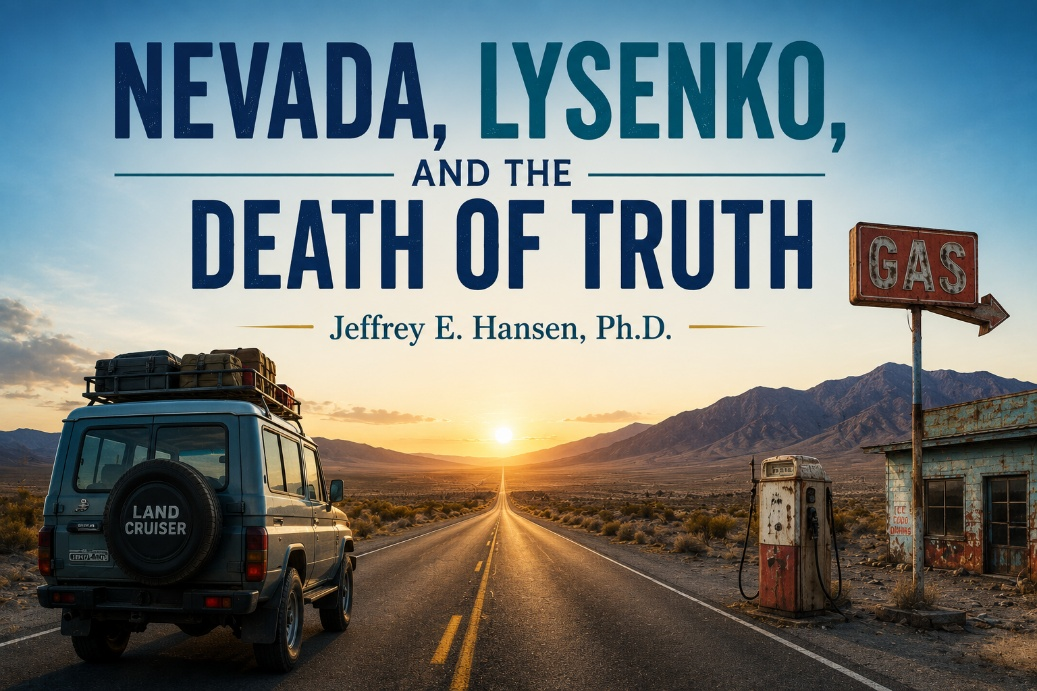 NEVADA, LYSENKO,
AND THE
DEATH OF TRUTH
Jeffrey E. Hansen, Ph.D.
GAS
LAND
CRUISER